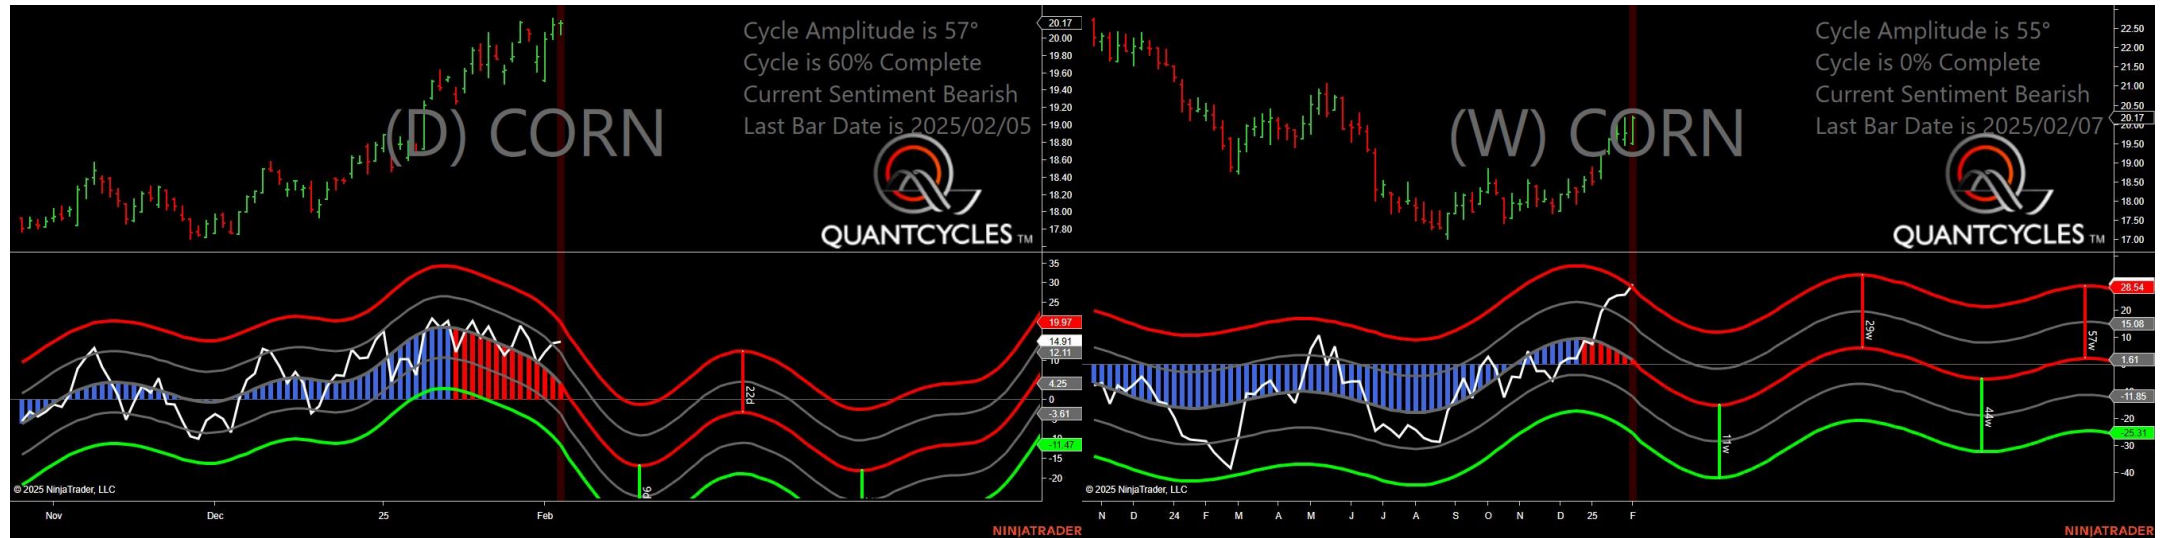 Cycle Amplitude is 57°
Cycle is 60% Complete
Current Sentiment Bearish
Last Bar Date is 2025/02/05
(D) CORN
QUANTCYCLES TM
20.17
20.00
19.80
19.60
19.40
19.20
19.00
18.80
18.60
18.40
18.20
18.00
17.80
35
30
25
19.97
14.91
12.11
10
4.25
0
-3.61
-11.47
-15
-20
22d
© 2025 NinjaTrader, LLC
Nov
Dec
25
Feb
NINJATRADER
Cycle Amplitude is 55°
Cycle is 0% Complete
Current Sentiment Bearish
Last Bar Date is 2025/02/07
(W) CORN
QUANTCYCLES TM
22.50
22.00
21.50
21.00
20.50
20.17
20.00
19.50
19.00
18.50
18.00
17.50
17.00
28.54
20
15.08
10
1.61
-11.85
-20
-25.31
-30
-40
29w
57w
11w
44w
© 2025 NinjaTrader, LLC
N D 24 F M A M J J A S O N D 25 F
NINJATRADER